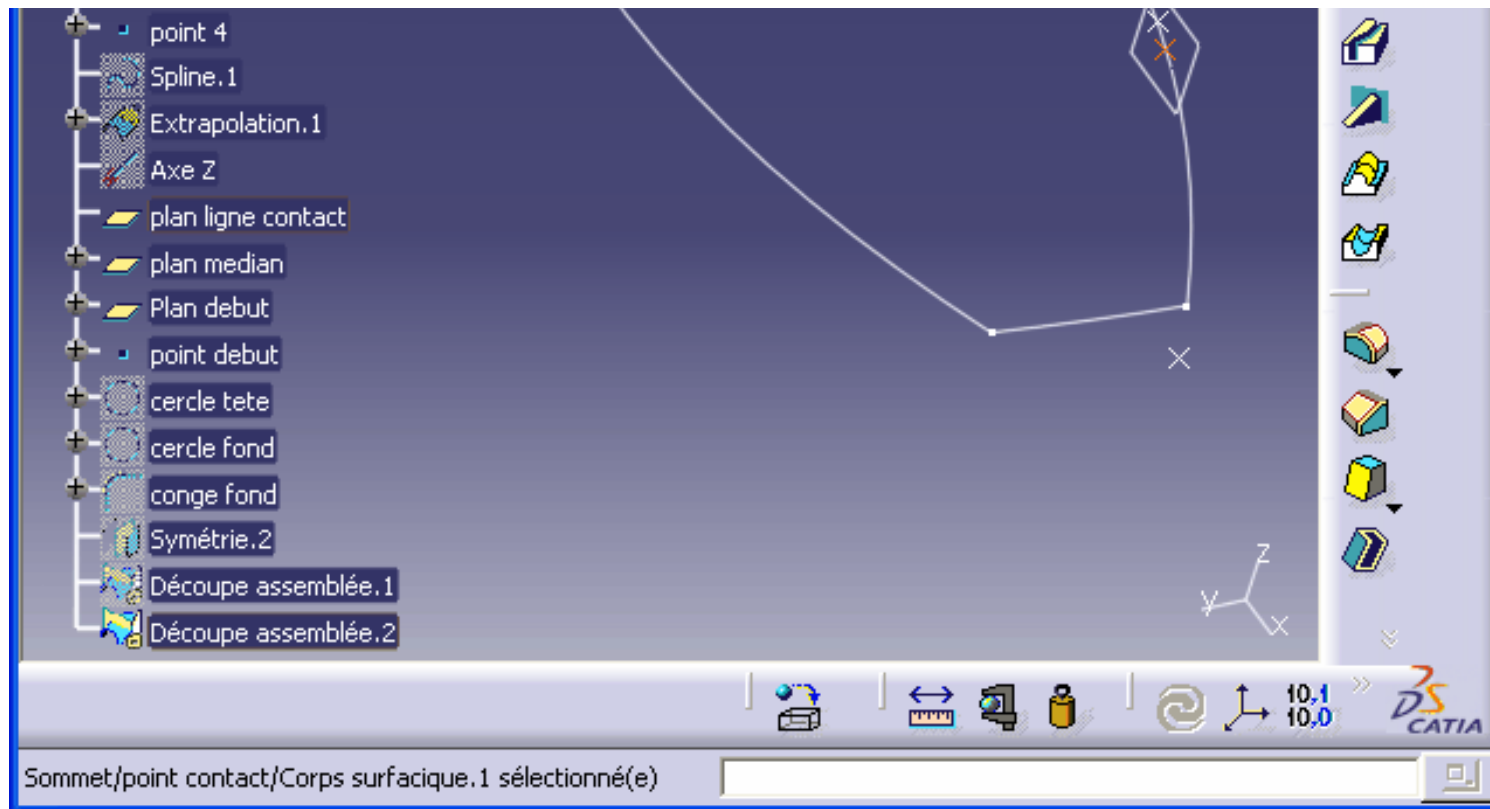 point 4
Spline.1
Extrapolation.1
Axe Z
plan ligne contact
plan median
Plan debut
point debut
cercle tete
cercle fond
conge fond
Symétrie.2
Découpe assemblée.1
Découpe assemblée.2
Z
y
x
10,1
10,0
DS
CATIA
Sommet/point contact/Corps surfacique.1 sélectionné(e)